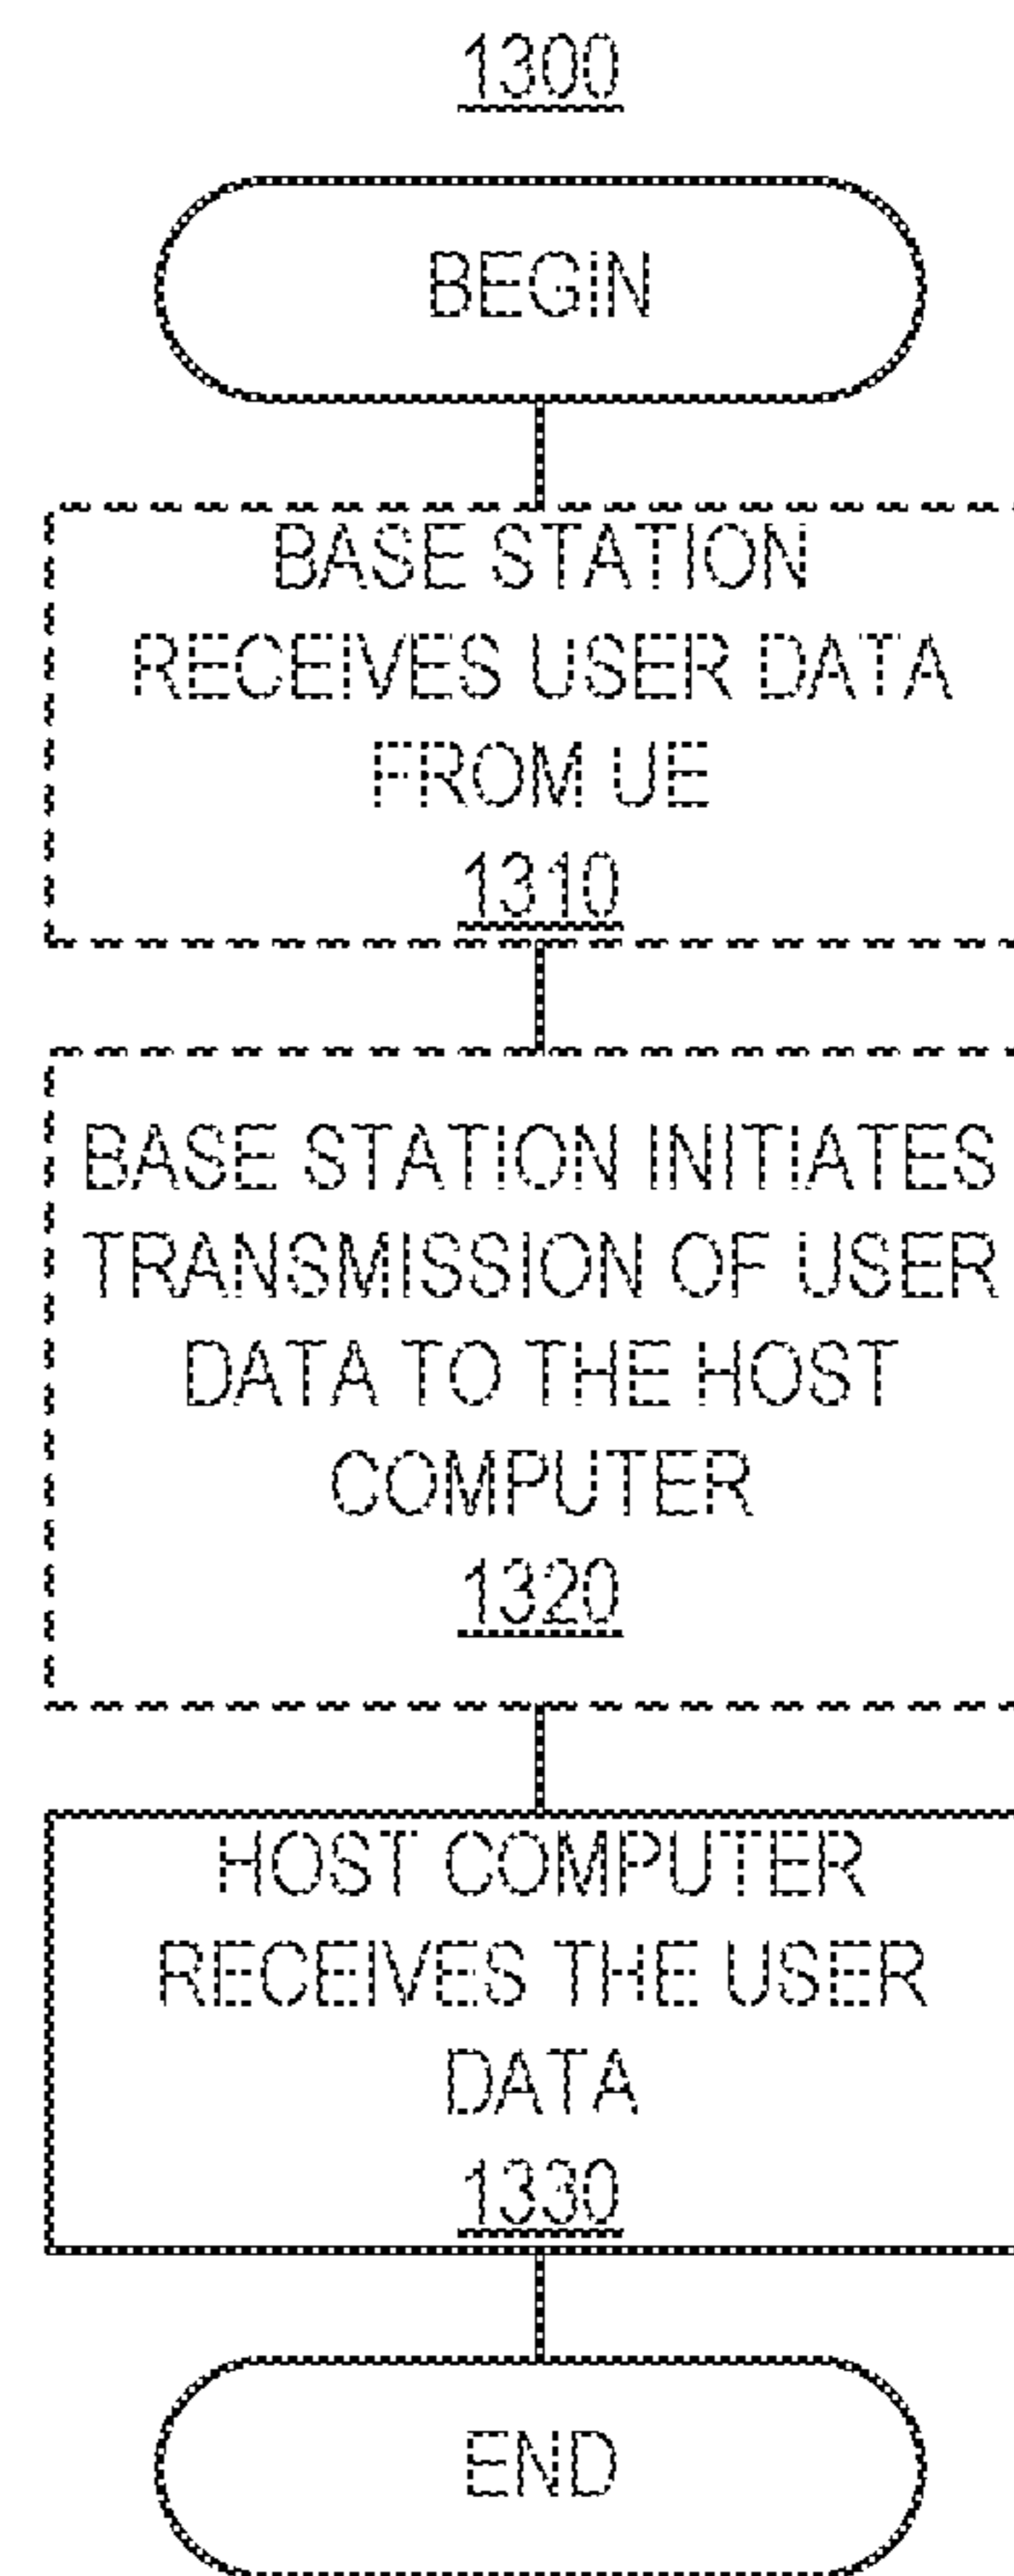 1300
BEGIN
BASE STATION
RECEIVES USER DATA
FROM UE
1310
BASE STATION INITIATES
TRANSMISSION OF USER
DATA TO THE HOST
COMPUTER
1320
HOST COMPUTER
RECEIVES THE USER
DATA
1330
END